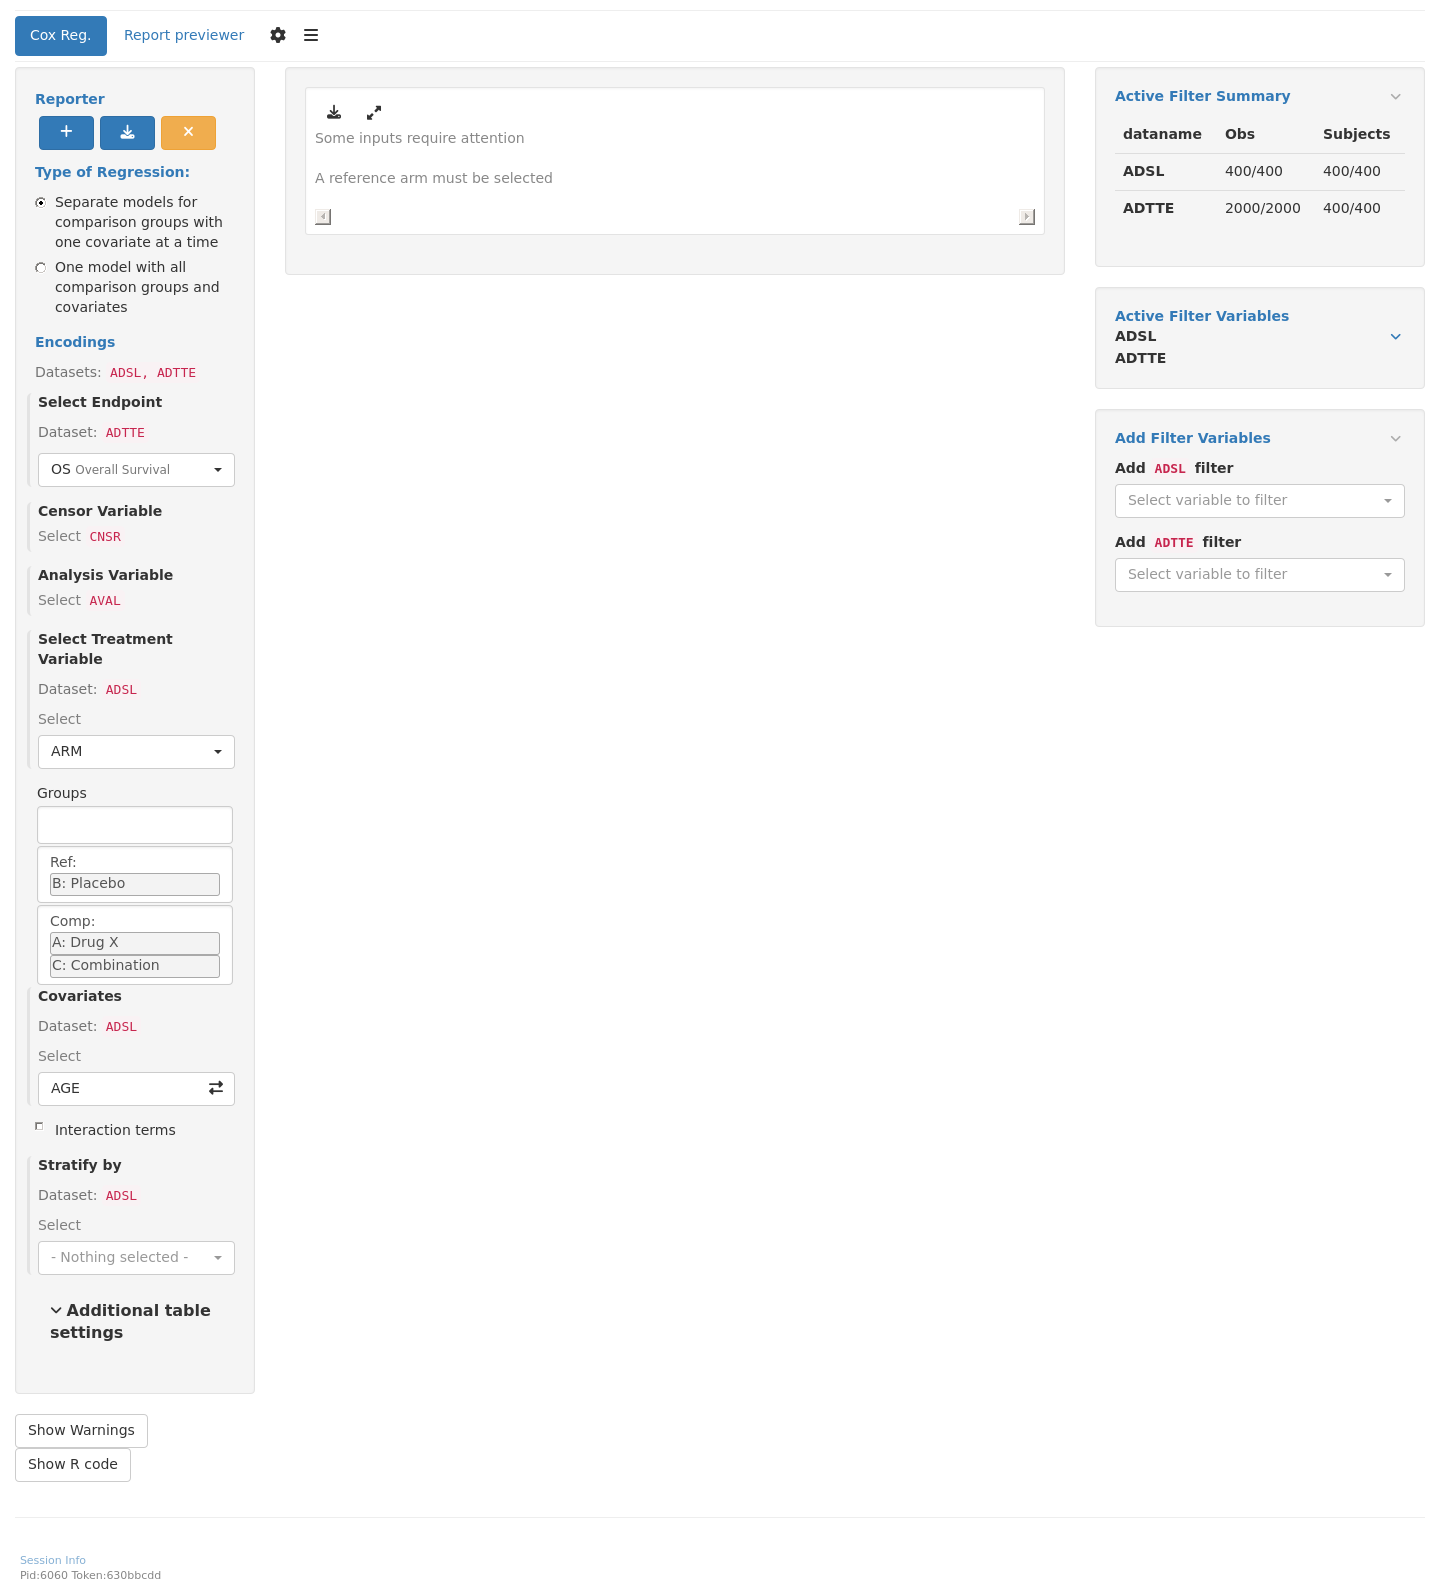 Cox Reg.
Report previewer
Reporter
Type of Regression:
Separate models for
comparison groups with
one covariate at a time
One model with all
comparison groups and
covariates
Encodings
Datasets: ADSL, ADTTE
Select Endpoint
Dataset: ADTTE
OS Overall Survival
Censor Variable
Select CNSR
Analysis Variable
Select AVAL
Select Treatment
Variable
Dataset: ADSL
Select
ARM
Groups
Ref:
B: Placebo
Comp:
A: Drug X
C: Combination
Covariates
Dataset: ADSL
Select
AGE
Interaction terms
Stratify by
Dataset: ADSL
Select
- Nothing selected -
Additional table
settings
Show Warnings
Show R code
Some inputs require attention
A reference arm must be selected
Active Filter Summary
dataname Obs Subjects
ADSL 400/400 400/400
ADTTE 2000/2000 400/400
Active Filter Variables
ADSL
ADTTE
Add Filter Variables
Add ADSL filter
Select variable to filter
Add ADTTE filter
Select variable to filter
Session Info
Pid:6060 Token:630bbcdd